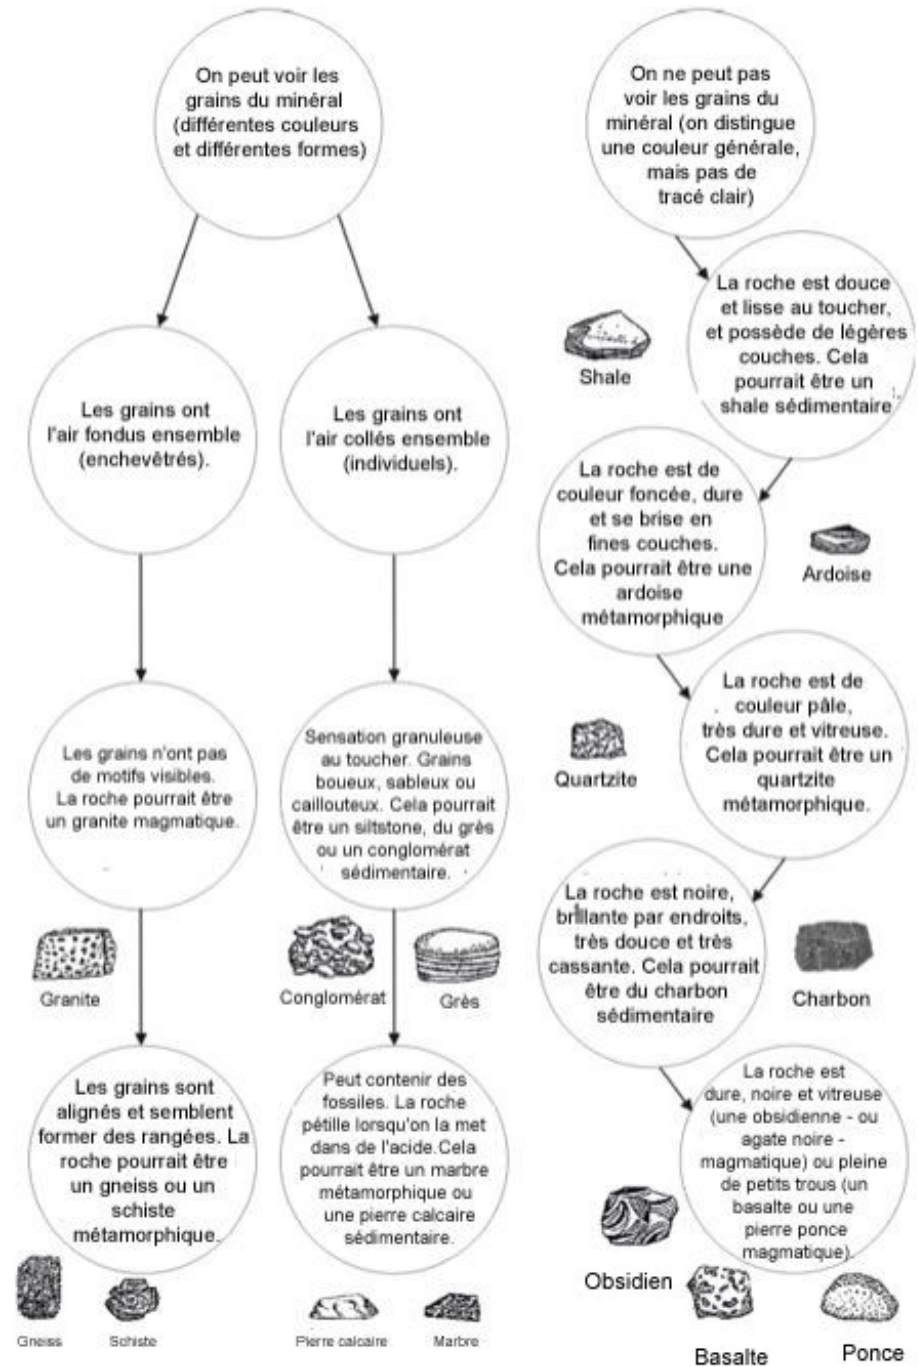 On peut voir les
grains du minéral
(différentes couleurs
et différentes formes)
Les grains ont
l'air fondus ensemble
(enchevêtrés).
Les grains ont
l'air collés ensemble
(individuels).
Les grains n'ont pas
de motifs visibles.
La roche pourrait être
un granite magmatique.
Sensation granuleuse
au toucher. Grains
boueux, sableux ou
caillouteux. Cela pourrait
être un siltstone, du grès
ou un conglomérat
sédimentaire.
Granite
Conglomérat
Grès
Les grains sont
alignés et semblent
former des rangées. La
roche pourrait être
un gneiss ou un
schiste
métamorphique.
Peut contenir des
fossiles. La roche
pétille lorsqu'on la met
dans de l'acide.Cela
pourrait être un marbre
métamorphique ou
une pierre calcaire
sédimentaire.
Gneiss
Schiste
Pierre calcaire
Marbre
On ne peut pas
voir les grains du
minéral (on distingue
une couleur générale,
mais pas de
tracé clair)
La roche est douce
et lisse au toucher,
et possède de légères
couches. Cela
pourrait être un
shale sédimentaire
Shale
La roche est de
couleur foncée, dure
et se brise en
fines couches.
Cela pourrait être une
ardoise
métamorphique
Ardoise
La roche est de
couleur pâle,
très dure et vitreuse.
Cela pourrait être un
quartzite
métamorphique.
Quartzite
La roche est noire,
brillante par endroits,
très douce et très
cassante. Cela pourrait
être du charbon
sédimentaire
Charbon
La roche est
dure, noire et vitreuse
(une obsidienne - ou
agate noire -
magmatique) ou pleine
de petits trous (un
basalte ou une
pierre ponce
magmatique).
Obsidien
Basalte
Ponce